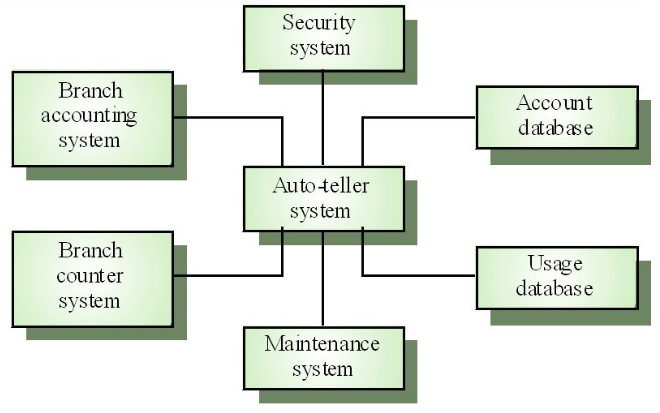 Security
system
Branch
accounting
system
Account
database
Auto-teller
system
Branch
counter
system
Usage
database
Maintenance
system